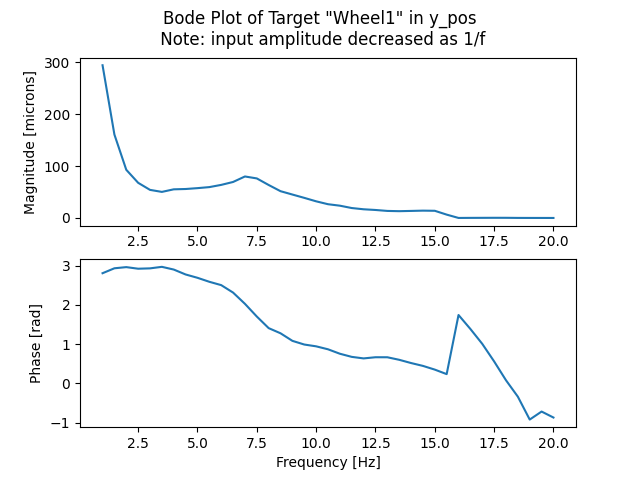 Bode Plot of Target "Wheel1" in y_pos
Note: input amplitude decreased as 1/f
Magnitude [microns]
300
200
100
0
2.5 5.0 7.5 10.0 12.5 15.0 17.5 20.0
Phase [rad]
3
2
1
0
−1
2.5 5.0 7.5 10.0 12.5 15.0 17.5 20.0
Frequency [Hz]